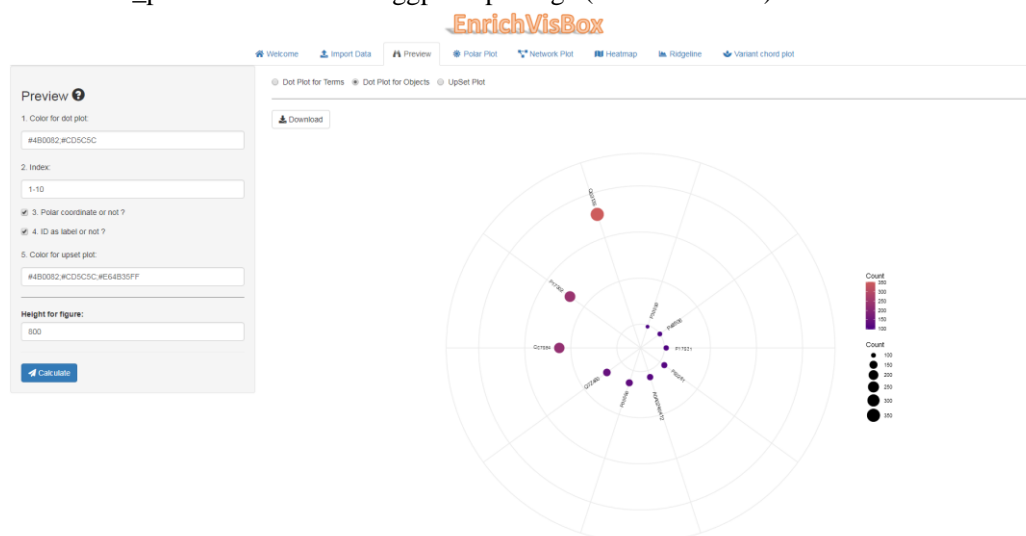 EnrichVisBox
Welcome Import Data Preview Polar Plot Network Plot Heatmap Ridgeline Variant chord plot
Dot Plot for Terms Dot Plot for Objects UpSet Plot
Preview
Download
1. Color for dot plot:
#4B0082;#CD5C5C
2. Index:
1-10
3. Polar coordinate or not ?
4. ID as label or not ?
5. Color for upset plot:
#4B0082;#CD5C5C;#E64B35FF
Height for figure:
800
Calculate
P17302
P17931
Count
350
300
250
200
150
100
Count
100
150
200
250
300
350